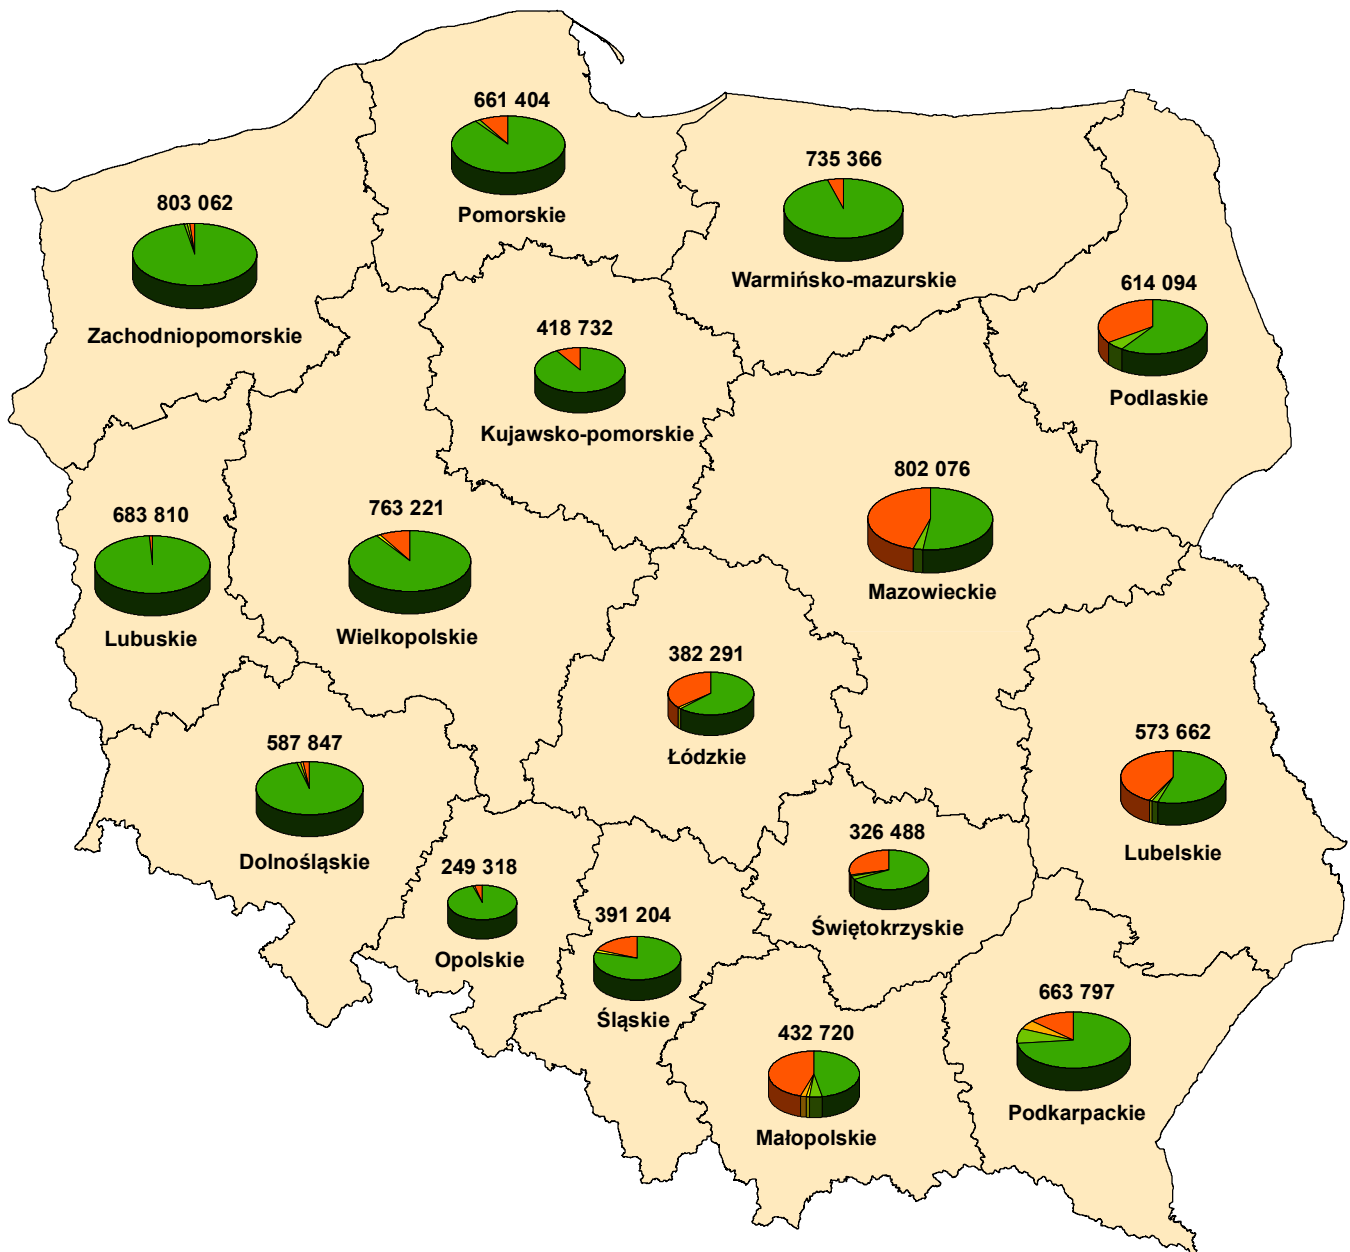 661 404
Pomorskie
735 366
Warmińsko-mazurskie
803 062
Zachodniopomorskie
614 094
Podlaskie
418 732
Kujawsko-pomorskie
802 076
Mazowieckie
683 810
Lubuskie
763 221
Wielkopolskie
382 291
Łódzkie
573 662
Lubelskie
587 847
Dolnośląskie
326 488
Świętokrzyskie
249 318
Opolskie
391 204
Śląskie
663 797
Podkarpackie
432 720
Małopolskie